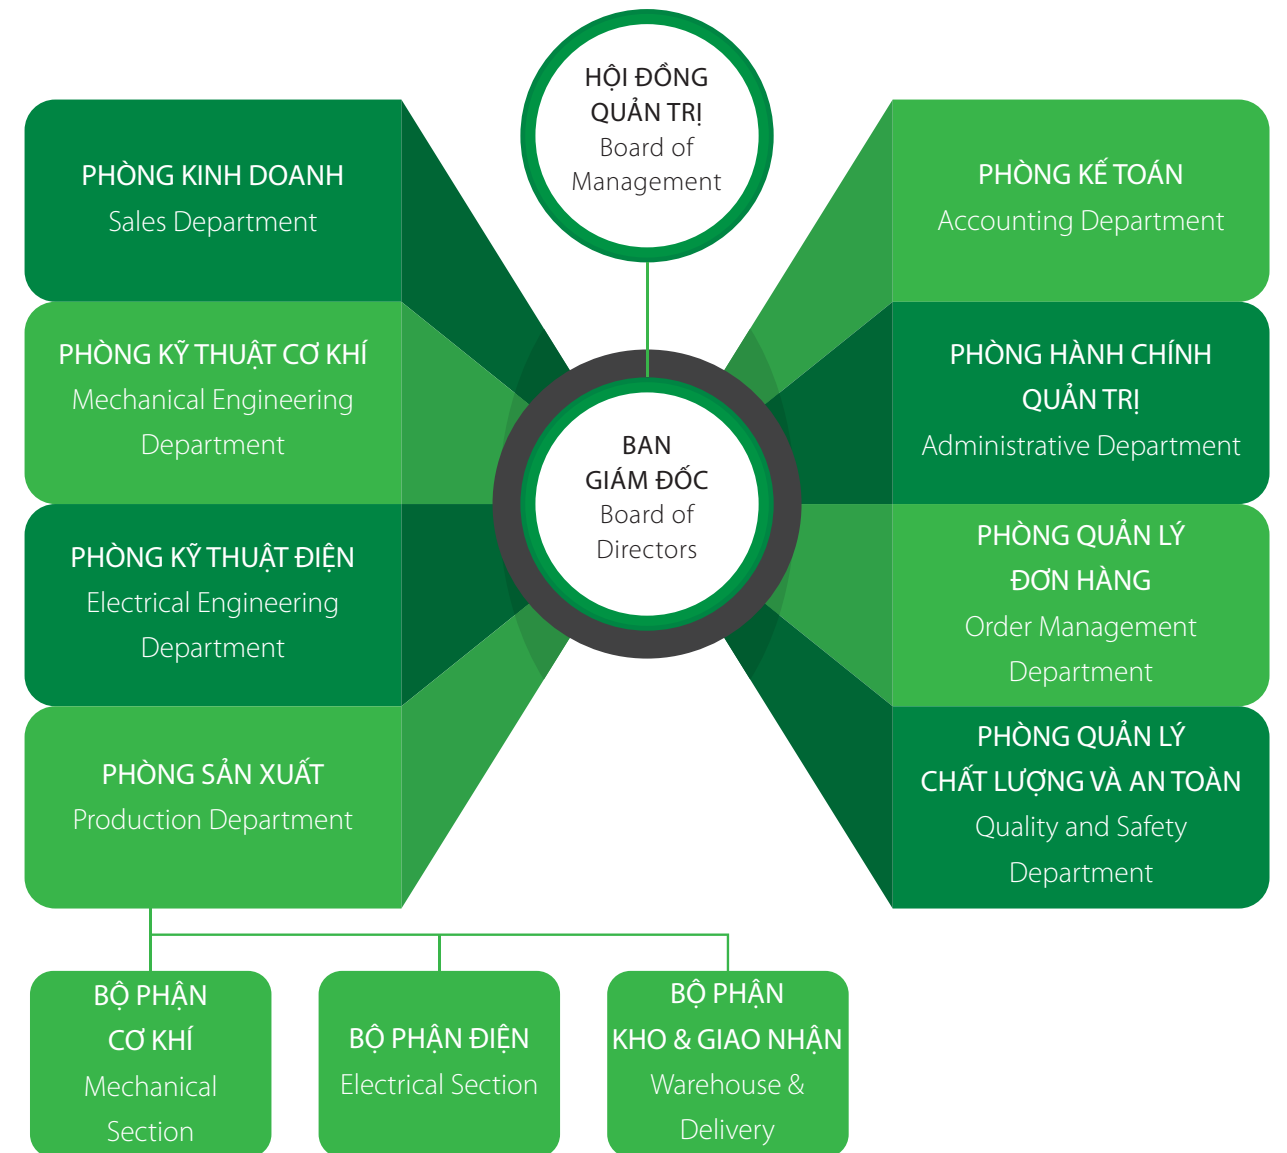 HỘI ĐỒNG
QUẢN TRỊ
Board of
Management
PHÒNG KINH DOANH
Sales Department
PHÒNG KỸ THUẬT CƠ KHÍ
Mechanical Engineering
Department
PHÒNG KỸ THUẬT ĐIỆN
Electrical Engineering
Department
PHÒNG SẢN XUẤT
Production Department
BAN
GIÁM ĐỐC
Board of
Directors
PHÒNG KẾ TOÁN
Accounting Department
PHÒNG HÀNH CHÍNH
QUẢN TRỊ
Administrative Department
PHÒNG QUẢN LÝ
ĐƠN HÀNG
Order Management
Department
PHÒNG QUẢN LÝ
CHẤT LƯỢNG VÀ AN TOÀN
Quality and Safety
Department
BỘ PHẬN
CƠ KHÍ
Mechanical
Section
BỘ PHẬN ĐIỆN
Electrical Section
BỘ PHẬN
KHO & GIAO NHẬN
Warehouse &
Delivery